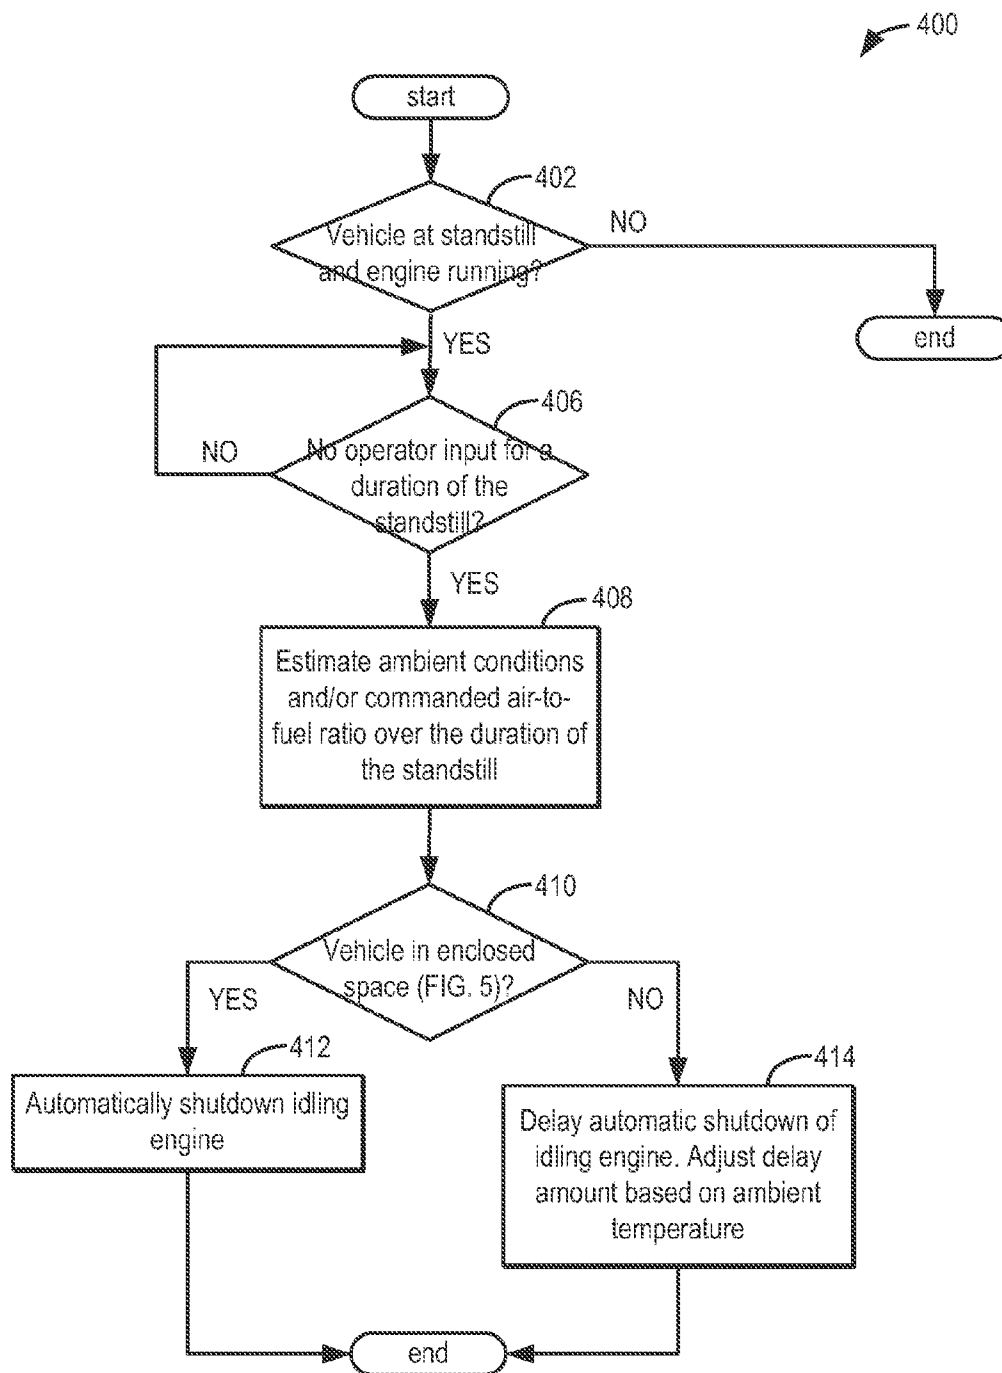 400
start
402
Vehicle at standstill
and engine running?
NO
end
YES
406
NO
No operator input for a
duration of the
standstill?
YES
408
Estimate ambient conditions
and/or commanded air-to-
fuel ratio over the duration of
the standstill
410
Vehicle in enclosed
space (FIG. 5)?
YES
NO
412
Automatically shutdown idling
engine
414
Delay automatic shutdown of
idling engine. Adjust delay
amount based on ambient
temperature
end